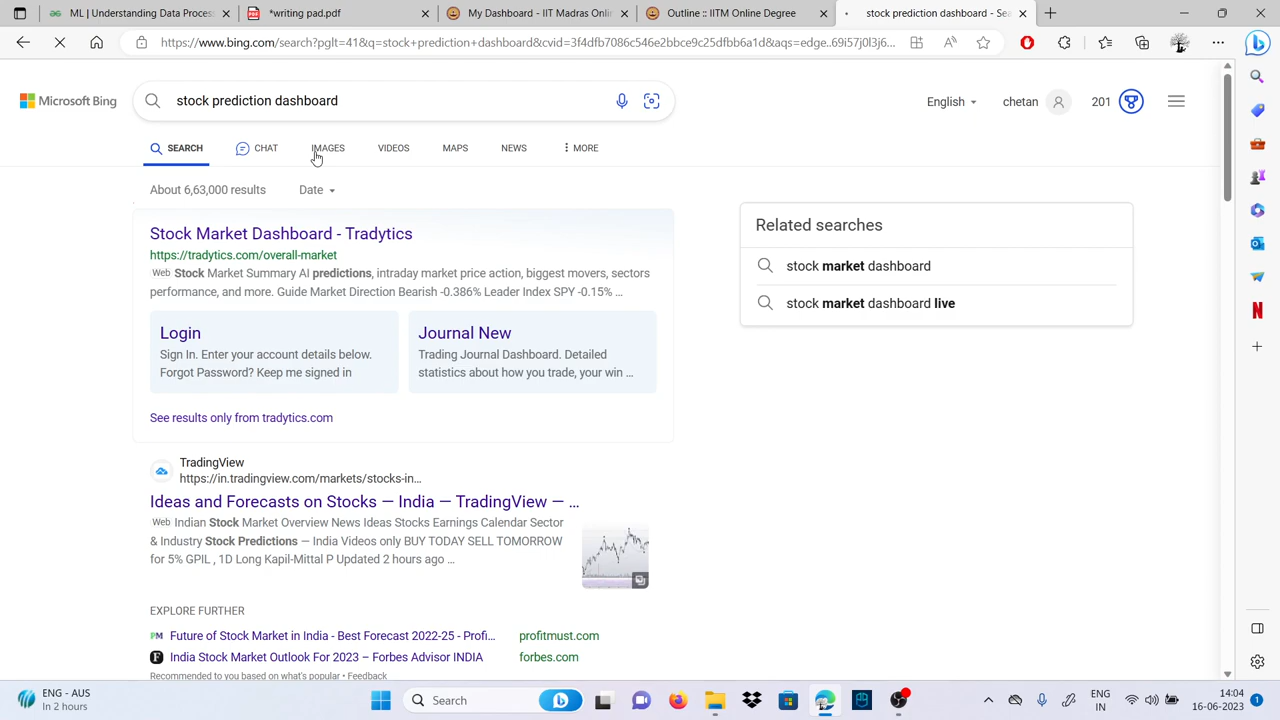 ML | Understanding Data Process
*writing pdf.pdf
My Dashboard - IIT Madras Onlin
Outline :: IITM Online DEGREE
stock prediction dashboard - Sea
https://www.bing.com/search?pglt=41&q=stock+prediction+dashboard&cvid=3f4dfb7086c546e2bbce9c25dfbb6a1d&aqs=edge..69i57j0l3j6...
Microsoft Bing
stock prediction dashboard
English
chetan
201
SEARCH
CHAT
IMAGES
VIDEOS
MAPS
NEWS
MORE
About 6,63,000 results
Date
Stock Market Dashboard - Tradytics
https://tradytics.com/overall-market
Web Stock Market Summary AI predictions, intraday market price action, biggest movers, sectors
performance, and more. Guide Market Direction Bearish -0.386% Leader Index SPY -0.15% ...
Login
Sign In. Enter your account details below.
Forgot Password? Keep me signed in
Journal New
Trading Journal Dashboard. Detailed
statistics about how you trade, your win ...
See results only from tradytics.com
TradingView
https://in.tradingview.com/markets/stocks-in...
Ideas and Forecasts on Stocks — India — TradingView — ...
Web Indian Stock Market Overview News Ideas Stocks Earnings Calendar Sector
& Industry Stock Predictions — India Videos only BUY TODAY SELL TOMORROW
for 5% GPIL , 1D Long Kapil-Mittal P Updated 2 hours ago ...
EXPLORE FURTHER
PM Future of Stock Market in India - Best Forecast 2022-25 - Profi...
profitmust.com
F India Stock Market Outlook For 2023 – Forbes Advisor INDIA
forbes.com
Recommended to you based on what's popular • Feedback
Related searches
stock market dashboard
stock market dashboard live
ENG - AUS
In 2 hours
Search
ENG
IN
14:04
16-06-2023
1